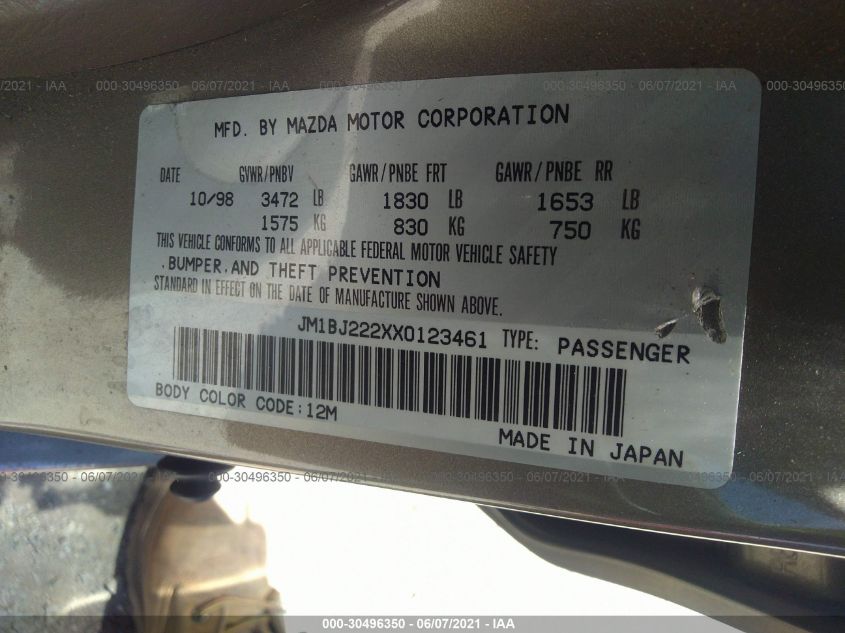 000-30496350 · 06/07/2021 · IAA
MFD. BY MAZDA MOTOR CORPORATION
DATE GVWR/PNBV GAWR/PNBE FRT GAWR/PNBE RR
10/98 3472 LB 1830 LB 1653 LB
1575 KG 830 KG 750 KG
THIS VEHICLE CONFORMS TO ALL APPLICABLE FEDERAL MOTOR VEHICLE SAFETY
,BUMPER,AND THEFT PREVENTION
STANDARD IN EFFECT ON THE DATE OF MANUFACTURE SHOWN ABOVE.
JM1BJ222XX0123461 TYPE: PASSENGER
BODY COLOR CODE:12M
MADE IN JAPAN
000-30496350 · 06/07/2021 · IAA